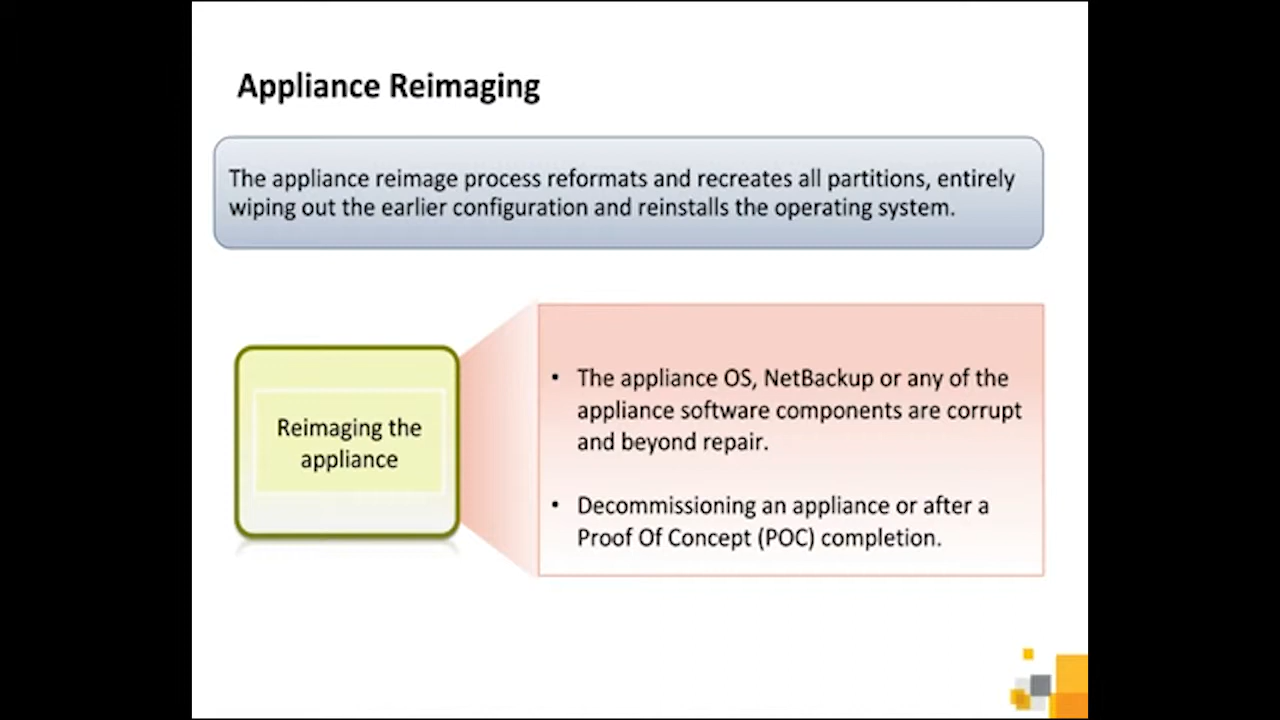 Appliance Reimaging
The appliance reimage process reformats and recreates all partitions, entirely
wiping out the earlier configuration and reinstalls the operating system.
Reimaging the
appliance
• The appliance OS, NetBackup or any of the
appliance software components are corrupt
and beyond repair.
• Decommissioning an appliance or after a
Proof Of Concept (POC) completion.